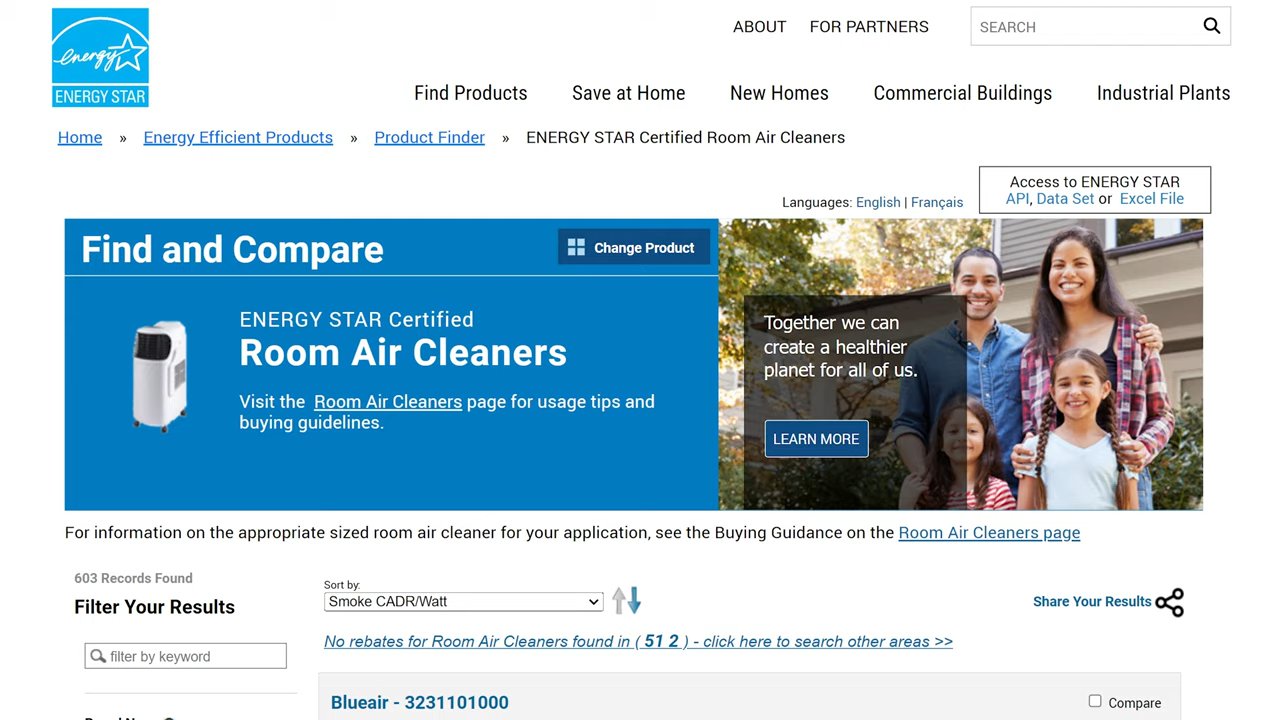 energy
ENERGY STAR
ABOUT FOR PARTNERS SEARCH
Find Products Save at Home New Homes Commercial Buildings Industrial Plants
Home » Energy Efficient Products » Product Finder » ENERGY STAR Certified Room Air Cleaners
Access to ENERGY STAR
API, Data Set or Excel File
Languages: English | Français
Find and Compare
Change Product
ENERGY STAR Certified
Room Air Cleaners
Visit the Room Air Cleaners page for usage tips and
buying guidelines.
Together we can
create a healthier
planet for all of us.
LEARN MORE
For information on the appropriate sized room air cleaner for your application, see the Buying Guidance on the Room Air Cleaners page
603 Records Found
Filter Your Results
filter by keyword
Sort by:
Smoke CADR/Watt
Share Your Results
No rebates for Room Air Cleaners found in ( 51 2 ) - click here to search other areas >>
Blueair - 3231101000
Compare